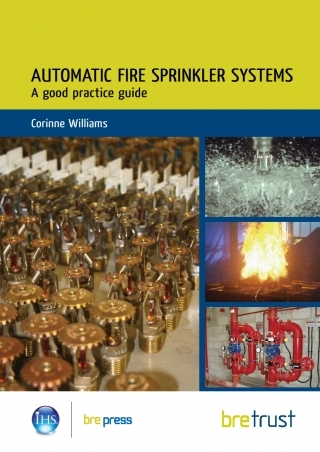 AUTOMATIC FIRE SPRINKLER SYSTEMS
A good practice guide
Corinne Williams
IHS
bre press
bretrust